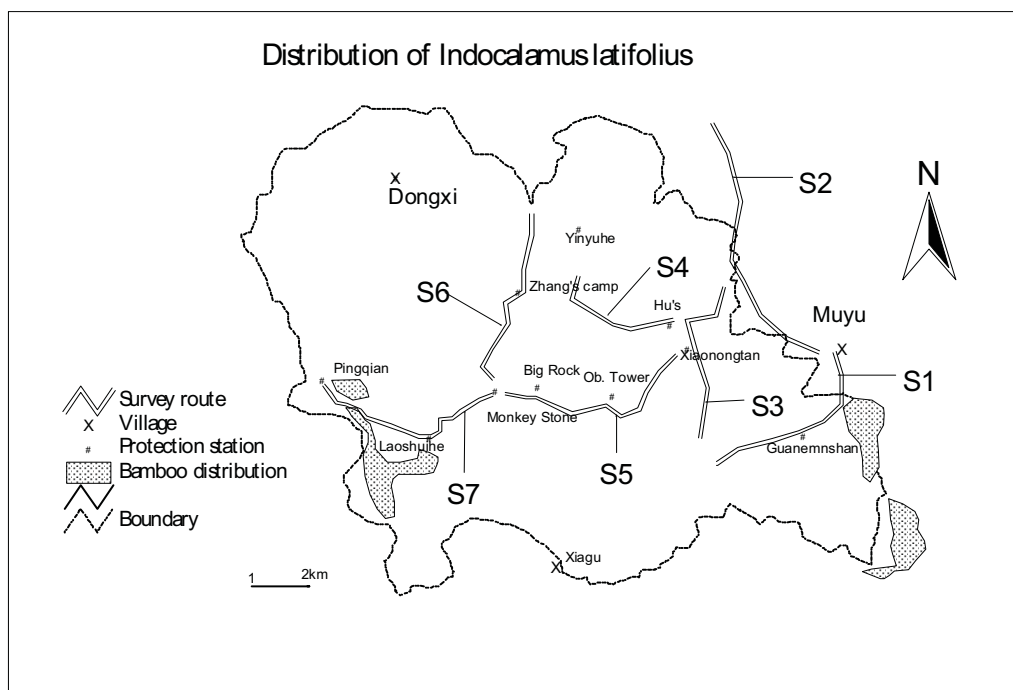 Distribution of Indocalamus latifolius
x
Dongxi
S2
N
#
Yinyuhe
S4
S6
#
Zhang's camp
Hu's
#
Muyu
x
#
Xiaonongtan
Pingqian
#
Big Rock
#
Ob. Tower
#
#
Monkey Stone
S3
S1
Survey route
x Village
# Protection station
Bamboo distribution
Boundary
#
Laoshuihe
S7
S5
#
Guanemnshan
Xiagu
x
1 2km